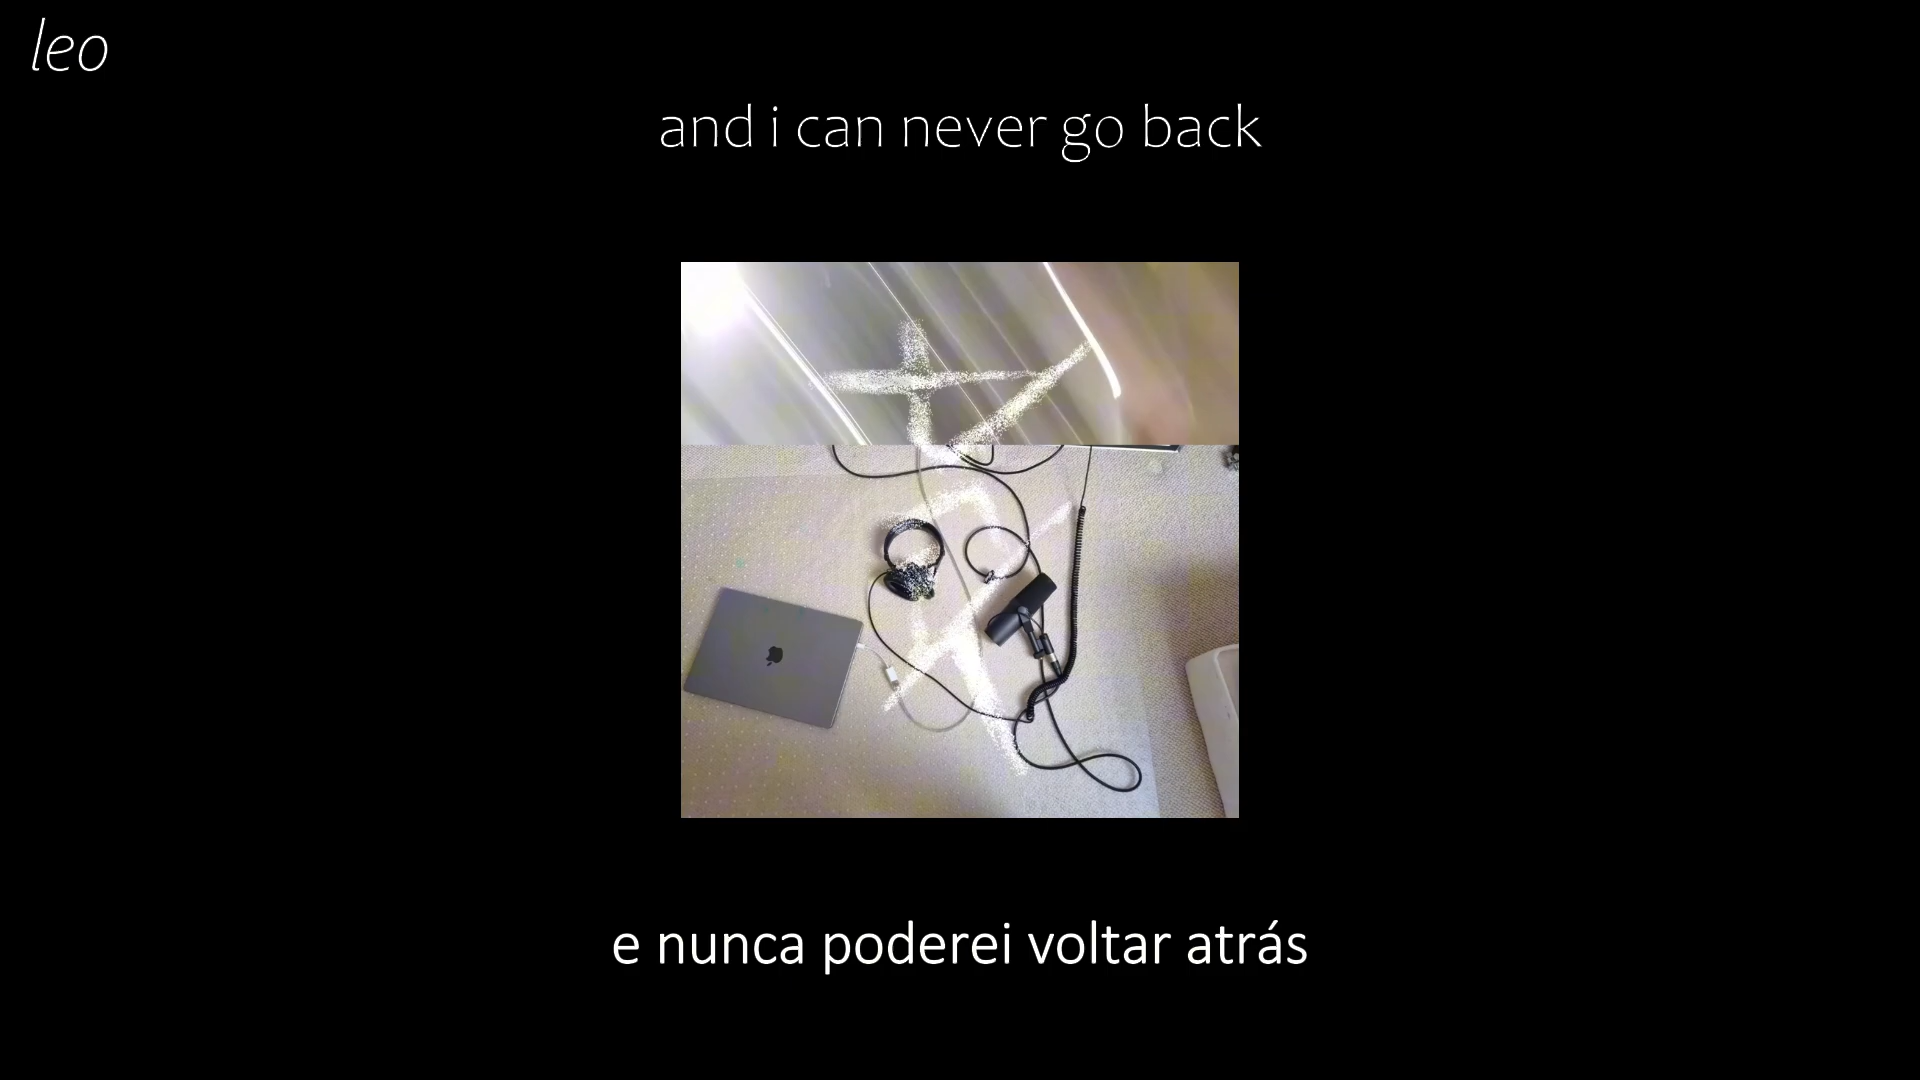 leo
and i can never go back
e nunca poderei voltar atrás